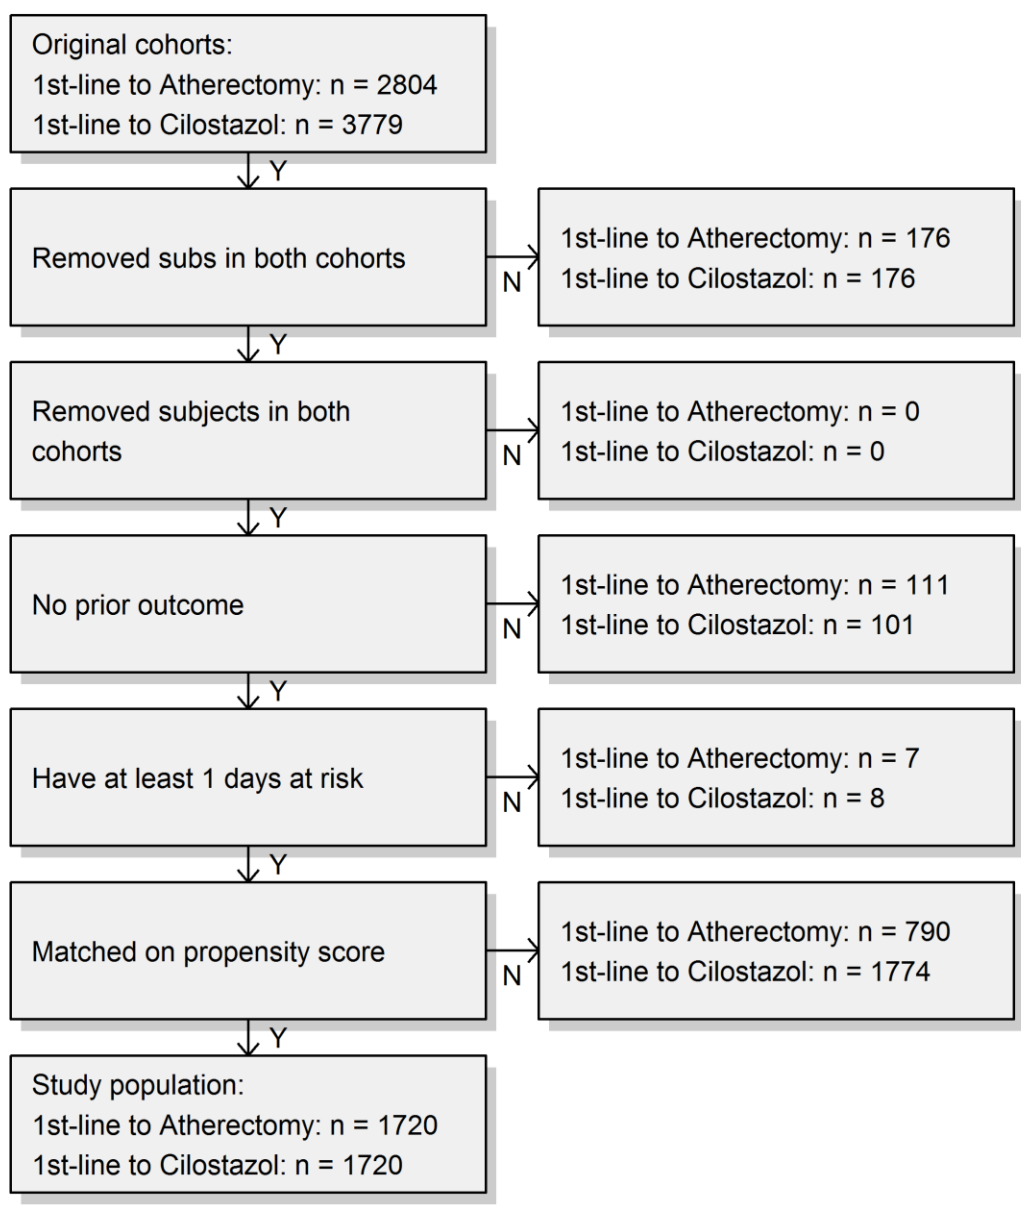 Original cohorts:
1st-line to Atherectomy: n = 2804
1st-line to Cilostazol: n = 3779
Y
Removed subs in both cohorts
N
1st-line to Atherectomy: n = 176
1st-line to Cilostazol: n = 176
Y
Removed subjects in both
cohorts
N
1st-line to Atherectomy: n = 0
1st-line to Cilostazol: n = 0
Y
No prior outcome
N
1st-line to Atherectomy: n = 111
1st-line to Cilostazol: n = 101
Y
Have at least 1 days at risk
N
1st-line to Atherectomy: n = 7
1st-line to Cilostazol: n = 8
Y
Matched on propensity score
N
1st-line to Atherectomy: n = 790
1st-line to Cilostazol: n = 1774
Y
Study population:
1st-line to Atherectomy: n = 1720
1st-line to Cilostazol: n = 1720